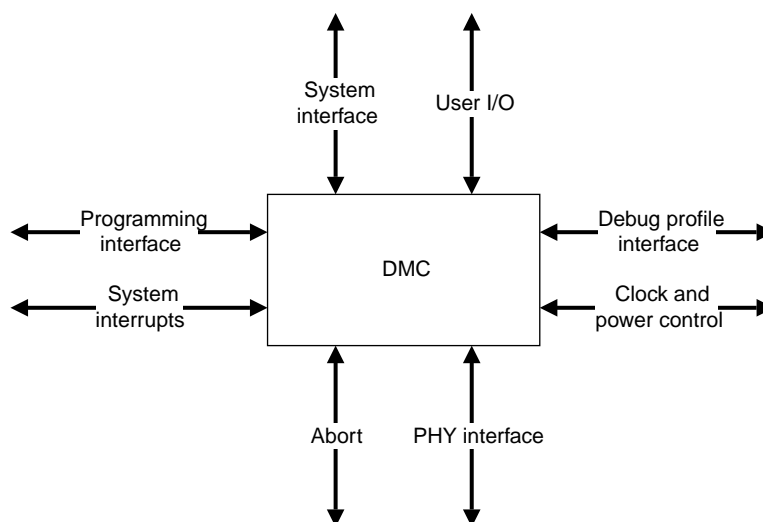 System
interface
User I/O
Programming
interface
Debug profile
interface
DMC
System
interrupts
Clock and
power control
Abort
PHY interface